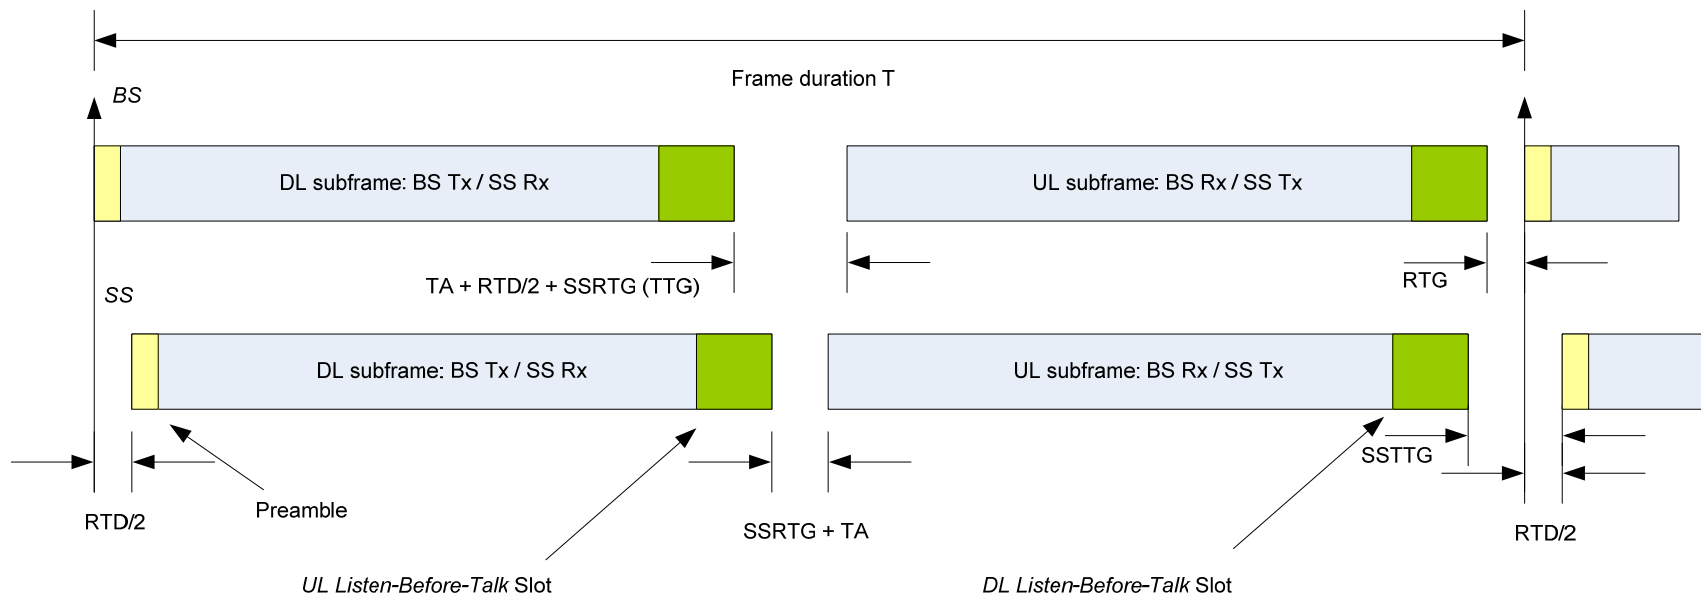 Frame duration T
BS
DL subframe: BS Tx / SS Rx
UL subframe: BS Rx / SS Tx
TA + RTD/2 + SSRTG (TTG)
RTG
SS
DL subframe: BS Tx / SS Rx
UL subframe: BS Rx / SS Tx
SSTTG
Preamble
RTD/2
SSRTG + TA
RTD/2
UL Listen-Before-Talk Slot
DL Listen-Before-Talk Slot